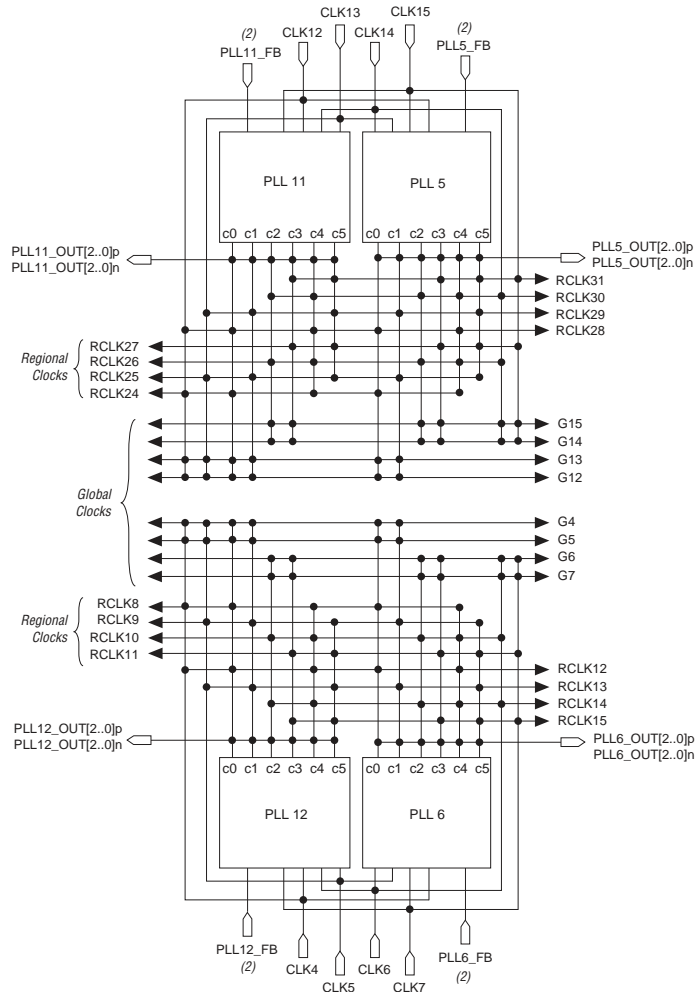 CLK13 CLK15
(2) CLK12 CLK14 (2)
PLL11_FB PLL5_FB
PLL 11 PLL 5
c0 c1 c2 c3 c4 c5 c0 c1 c2 c3 c4 c5
PLL11_OUT[2..0]p PLL5_OUT[2..0]p
PLL11_OUT[2..0]n PLL5_OUT[2..0]n
RCLK31
RCLK30
RCLK29
RCLK28
Regional
Clocks
RCLK27
RCLK26
RCLK25
RCLK24
G15
G14
G13
G12
Global
Clocks
G4
G5
G6
G7
Regional
Clocks
RCLK8
RCLK9
RCLK10
RCLK11
RCLK12
RCLK13
RCLK14
RCLK15
PLL12_OUT[2..0]p PLL6_OUT[2..0]p
PLL12_OUT[2..0]n PLL6_OUT[2..0]n
c0 c1 c2 c3 c4 c5 c0 c1 c2 c3 c4 c5
PLL 12 PLL 6
PLL12_FB PLL6_FB
(2) CLK4 CLK6 (2)
CLK5 CLK7